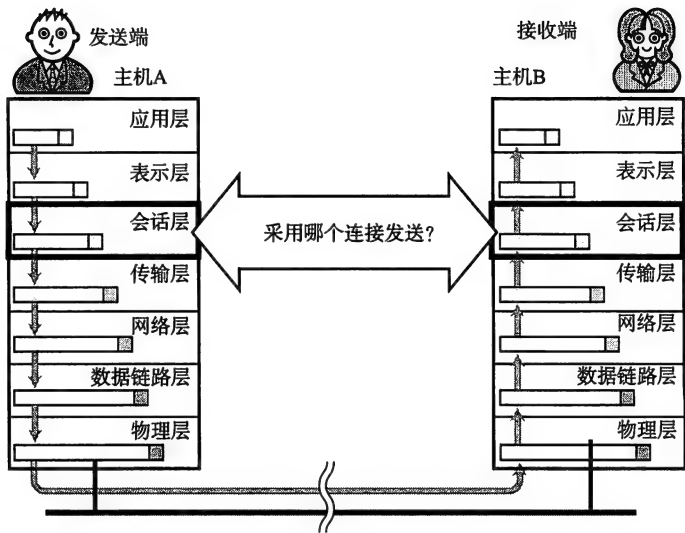 发送端
接收端
主机A
主机B
应用层
应用层
表示层
表示层
会话层
采用哪个连接发送?
会话层
传输层
传输层
网络层
网络层
数据链路层
数据链路层
物理层
物理层